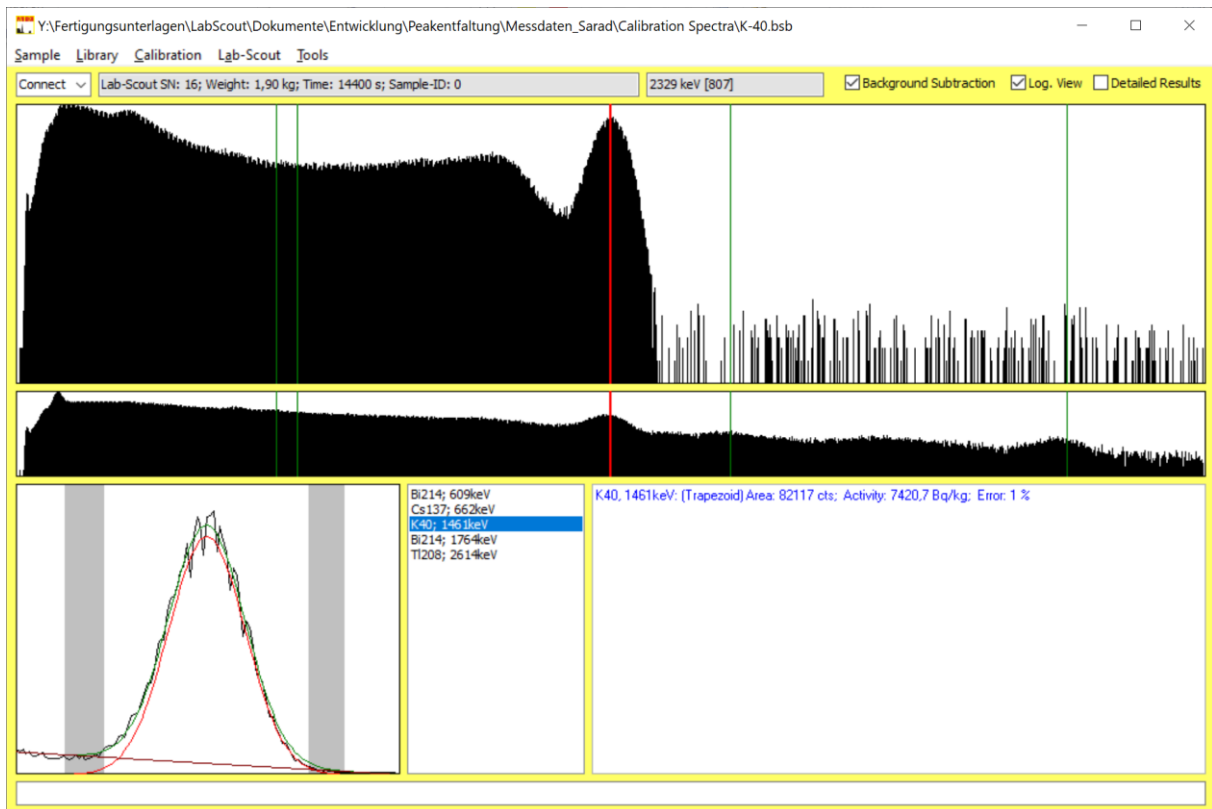 Y:\Fertigungsunterlagen\LabScout\Dokumente\Entwicklung\Peakentfaltung\Messdaten_Sarad\Calibration Spectra\K-40.bsb
Sample Library Calibration Lab-Scout Tools
Connect Lab-Scout SN: 16; Weight: 1,90 kg; Time: 14400 s; Sample-ID: 0 2329 keV [807] Background Subtraction Log. View Detailed Results
Bi214; 609keV
Cs137; 662keV
K40; 1461keV
Bi214; 1764keV
Tl208; 2614keV
K40, 1461keV: (Trapezoid) Area: 82117 cts; Activity: 7420,7 Bq/kg; Error: 1 %